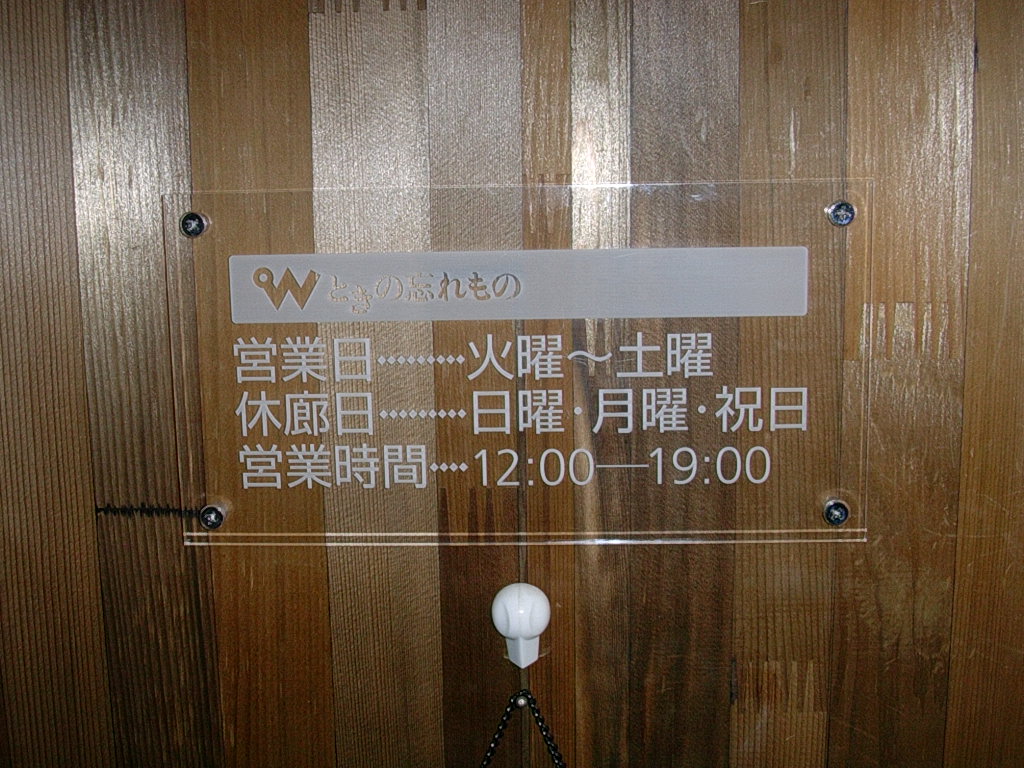 ときの忘れもの
営業日·········火曜～土曜
休廊日·········日曜·月曜·祝日
営業時間····12:00—19:00